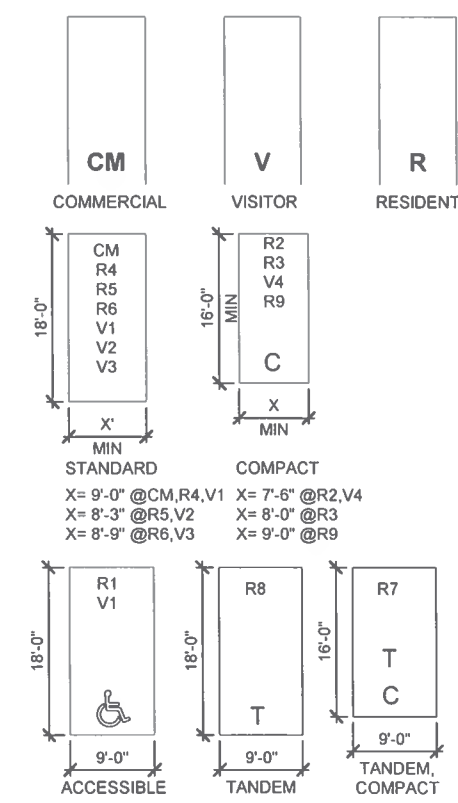 CM
V
R
COMMERCIAL
VISITOR
RESIDENT
18'-0"
CM
R4
R5
R6
V1
V2
V3
X'
MIN
STANDARD
X= 9'-0" @CM,R4,V1
X= 8'-3" @R5,V2
X= 8'-9" @R6,V3
16'-0"
MIN
R2
R3
V4
R9
C
X
MIN
COMPACT
X= 7'-6" @R2,V4
X= 8'-0" @R3
X= 9'-0" @R9
18'-0"
R1
V1
9'-0"
ACCESSIBLE
18'-0"
R8
T
9'-0"
TANDEM
16'-0"
R7
T
C
9'-0"
TANDEM,
COMPACT